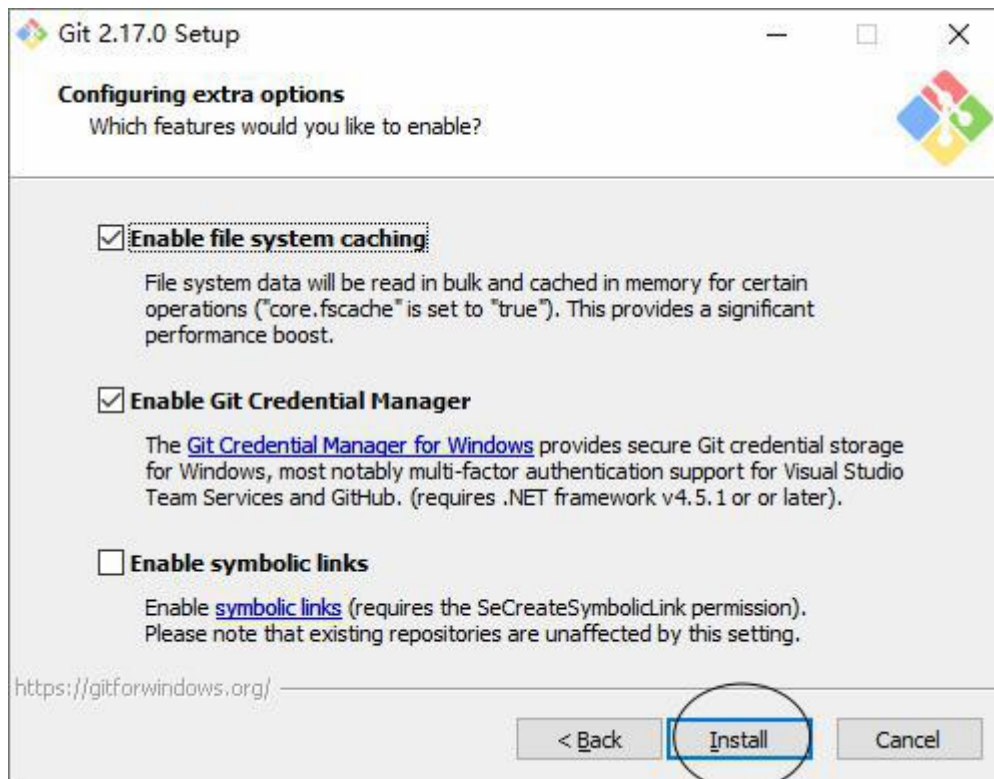 Git 2.17.0 Setup
Configuring extra options
Which features would you like to enable?
Enable file system caching
File system data will be read in bulk and cached in memory for certain
operations ("core.fscache" is set to "true"). This provides a significant
performance boost.
Enable Git Credential Manager
The Git Credential Manager for Windows provides secure Git credential storage
for Windows, most notably multi-factor authentication support for Visual Studio
Team Services and GitHub. (requires .NET framework v4.5.1 or or later).
Enable symbolic links
Enable symbolic links (requires the SeCreateSymbolicLink permission).
Please note that existing repositories are unaffected by this setting.
https://gitforwindows.org/
< Back Install Cancel